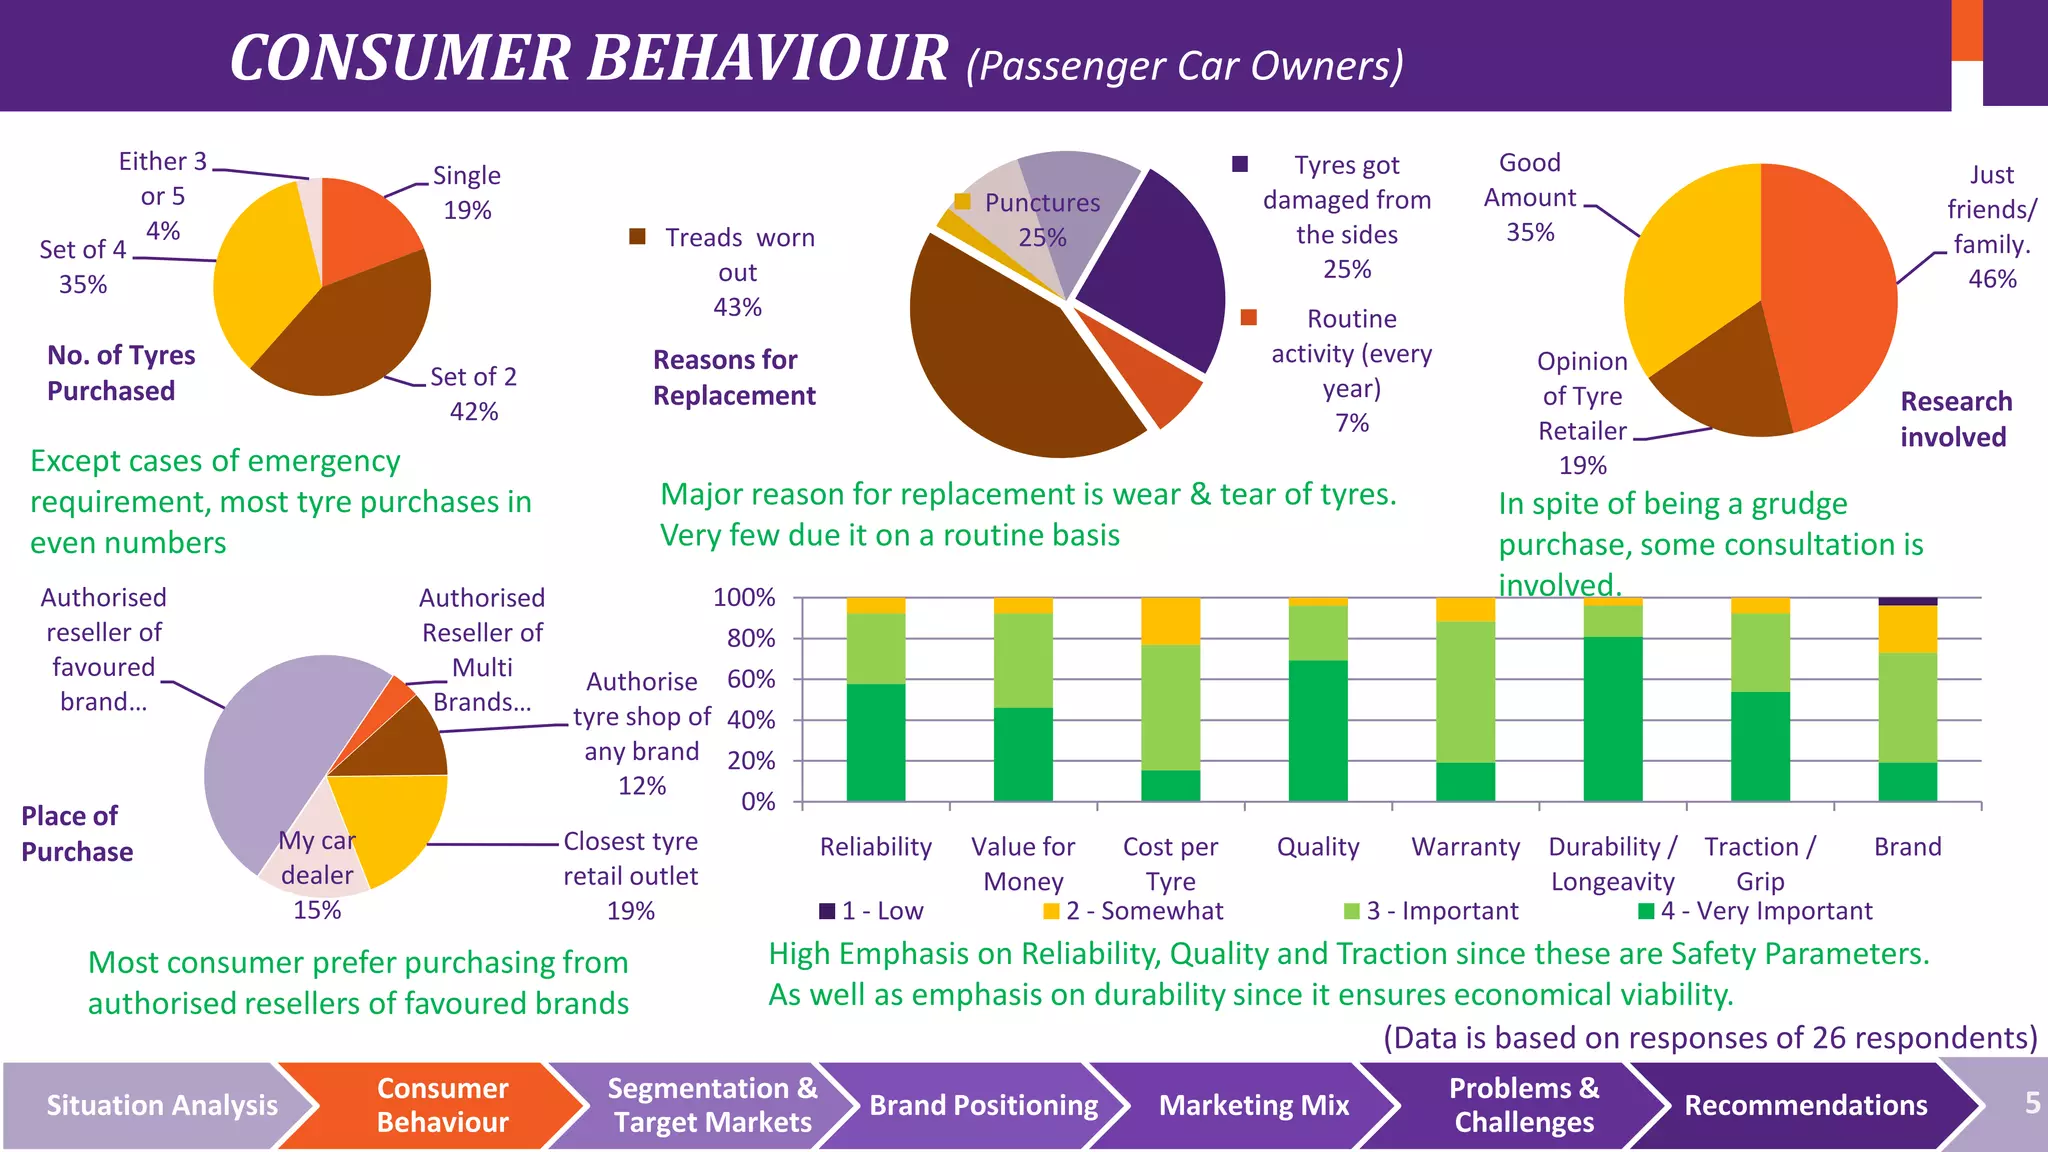 CONSUMER BEHAVIOUR (Passenger Car Owners)
Either 3
or 5
4%
Single
19%
Set of 4
35%
Set of 2
42%
No. of Tyres
Purchased
Except cases of emergency
requirement, most tyre purchases in
even numbers
Punctures
25%
Treads worn
out
43%
Tyres got
damaged from
the sides
25%
Routine
activity (every
year)
7%
Reasons for
Replacement
Major reason for replacement is wear & tear of tyres.
Very few due it on a routine basis
Good
Amount
35%
Just
friends/
family.
46%
Opinion
of Tyre
Retailer
19%
Research
involved
In spite of being a grudge
purchase, some consultation is
involved.
Authorised
reseller of
favoured
brand...
Authorised
Reseller of
Multi
Brands...
Authorise
tyre shop of
any brand
12%
Closest tyre
retail outlet
19%
My car
dealer
15%
Place of
Purchase
Most consumer prefer purchasing from
authorised resellers of favoured brands
100%
80%
60%
40%
20%
0%
Reliability
Value for
Money
Cost per
Tyre
Quality
Warranty
Durability /
Longeavity
Traction /
Grip
Brand
1 - Low
2 - Somewhat
3 - Important
4 - Very Important
High Emphasis on Reliability, Quality and Traction since these are Safety Parameters.
As well as emphasis on durability since it ensures economical viability.
(Data is based on responses of 26 respondents)
Situation Analysis
Consumer
Behaviour
Segmentation &
Target Markets
Brand Positioning
Marketing Mix
Problems &
Challenges
Recommendations
5